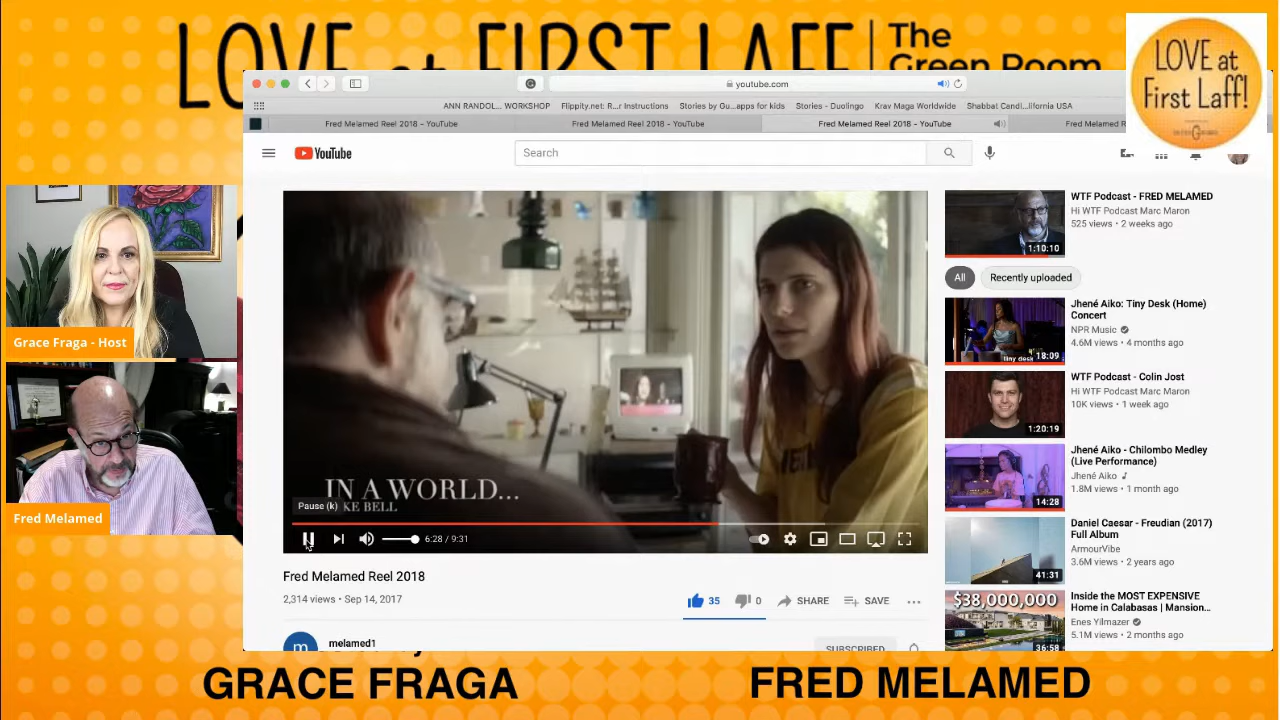 LOVE at FIRST LAFF | The
Green Room
LOVE at
First Laff!
youtube.com
ANN RANDOL... WORKSHOP Flippity.net: R...r Instructions Stories by Gu...apps for kids Stories - Duolingo Krav Maga Worldwide Shabbat Candl...lifornia USA
Fred Melamed Reel 2018 - YouTube Fred Melamed Reel 2018 - YouTube Fred Melamed Reel 2018 - YouTube Fred Melamed R
YouTube
Search
Grace Fraga - Host
Fred Melamed
IN A WORLD...
KE BELL
Pause (k)
6:28 / 9:31
Fred Melamed Reel 2018
2,314 views • Sep 14, 2017
35 0 SHARE SAVE
m
melamed1
SUBSCRIBED
WTF Podcast - FRED MELAMED
Hi WTF Podcast Marc Maron
525 views • 2 weeks ago
1:10:10
All Recently uploaded
Jhené Aiko: Tiny Desk (Home)
Concert
NPR Music
4.6M views • 4 months ago
tiny desk
18:09
WTF Podcast - Colin Jost
Hi WTF Podcast Marc Maron
10K views • 1 week ago
1:20:19
Jhené Aiko - Chilombo Medley
(Live Performance)
Jhené Aiko
1.8M views • 1 month ago
14:28
Daniel Caesar - Freudian (2017)
Full Album
ArmourVibe
3.6M views • 2 years ago
41:31
Inside the MOST EXPENSIVE
Home in Calabasas | Mansion...
Enes Yilmazer
5.1M views • 2 months ago
$38,000,000
36:58
GRACE FRAGA FRED MELAMED